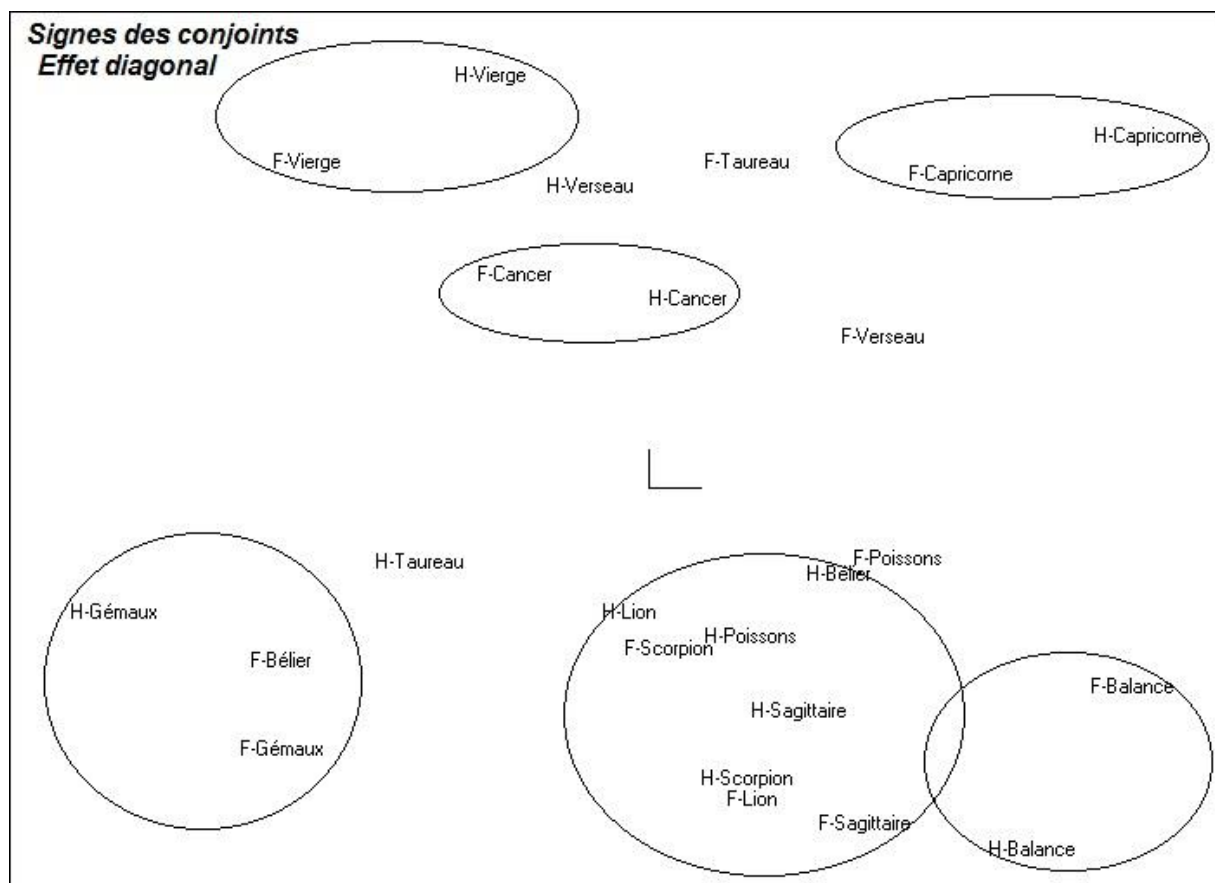 Signes des conjoints
Effet diagonal
H-Vierge
H-Capricorne
F-Vierge
F-Taureau
F-Capricorne
H-Verseau
F-Cancer
H-Cancer
F-Verseau
H-Taureau
F-Poissons
H-Bélier
H-Gémaux
H-Lion
H-Poissons
F-Scorpion
F-Bélier
F-Balance
H-Sagittaire
F-Gémaux
H-Scorpion
F-Lion
F-Sagittaire
H-Balance